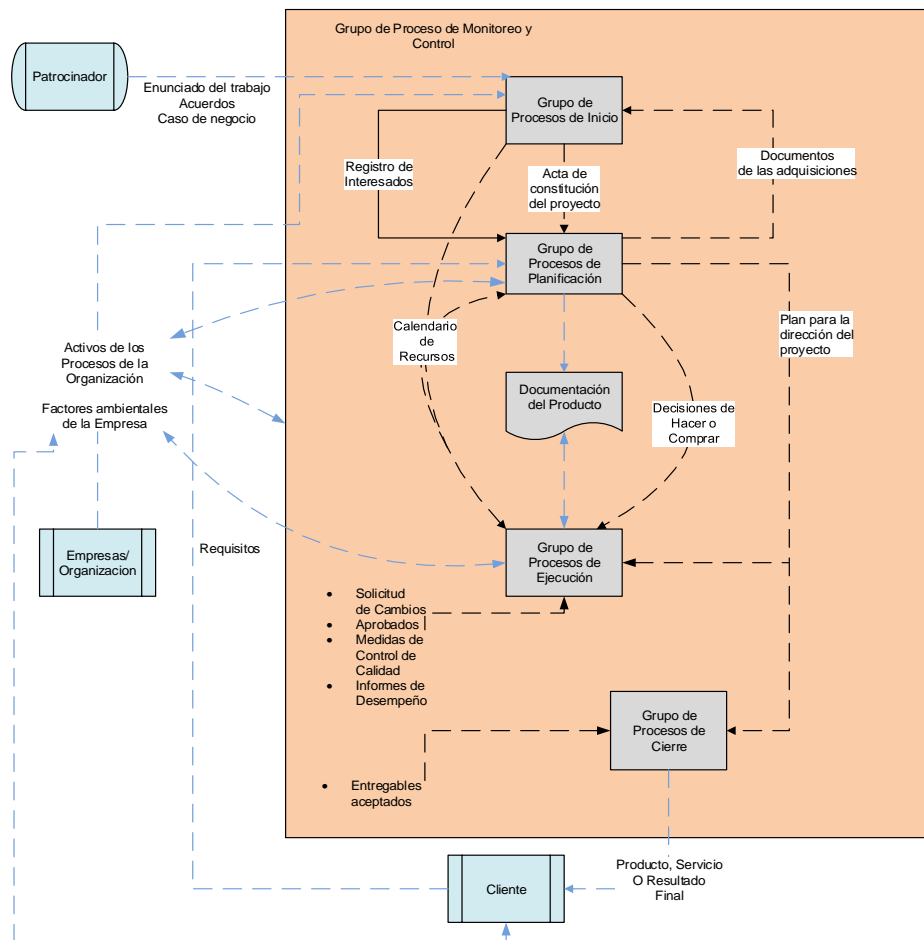 Grupo de Proceso de Monitoreo y
Control
Patrocinador
Enunciado del trabajo
Acuerdos
Caso de negocio
Grupo de
Procesos de Inicio
Registro de
Interesados
Acta de
constitución
del proyecto
Documentos
de las adquisiciones
Grupo de
Procesos de
Planificación
Calendario
de
Recursos
Plan para la
dirección del
proyecto
Activos de los
Procesos de la
Organización
Factores ambientales
de la Empresa
Documentación
del Producto
Decisiones de
Hacer o
Comprar
Empresas/
Organizacion
Requisitos
Grupo de
Procesos de
Ejecución
• Solicitud
de Cambios
• Aprobados
• Medidas de
Control de
Calidad
• Informes de
Desempeño
Grupo de
Procesos de
Cierre
• Entregables
aceptados
Cliente
Producto, Servicio
O Resultado
Final